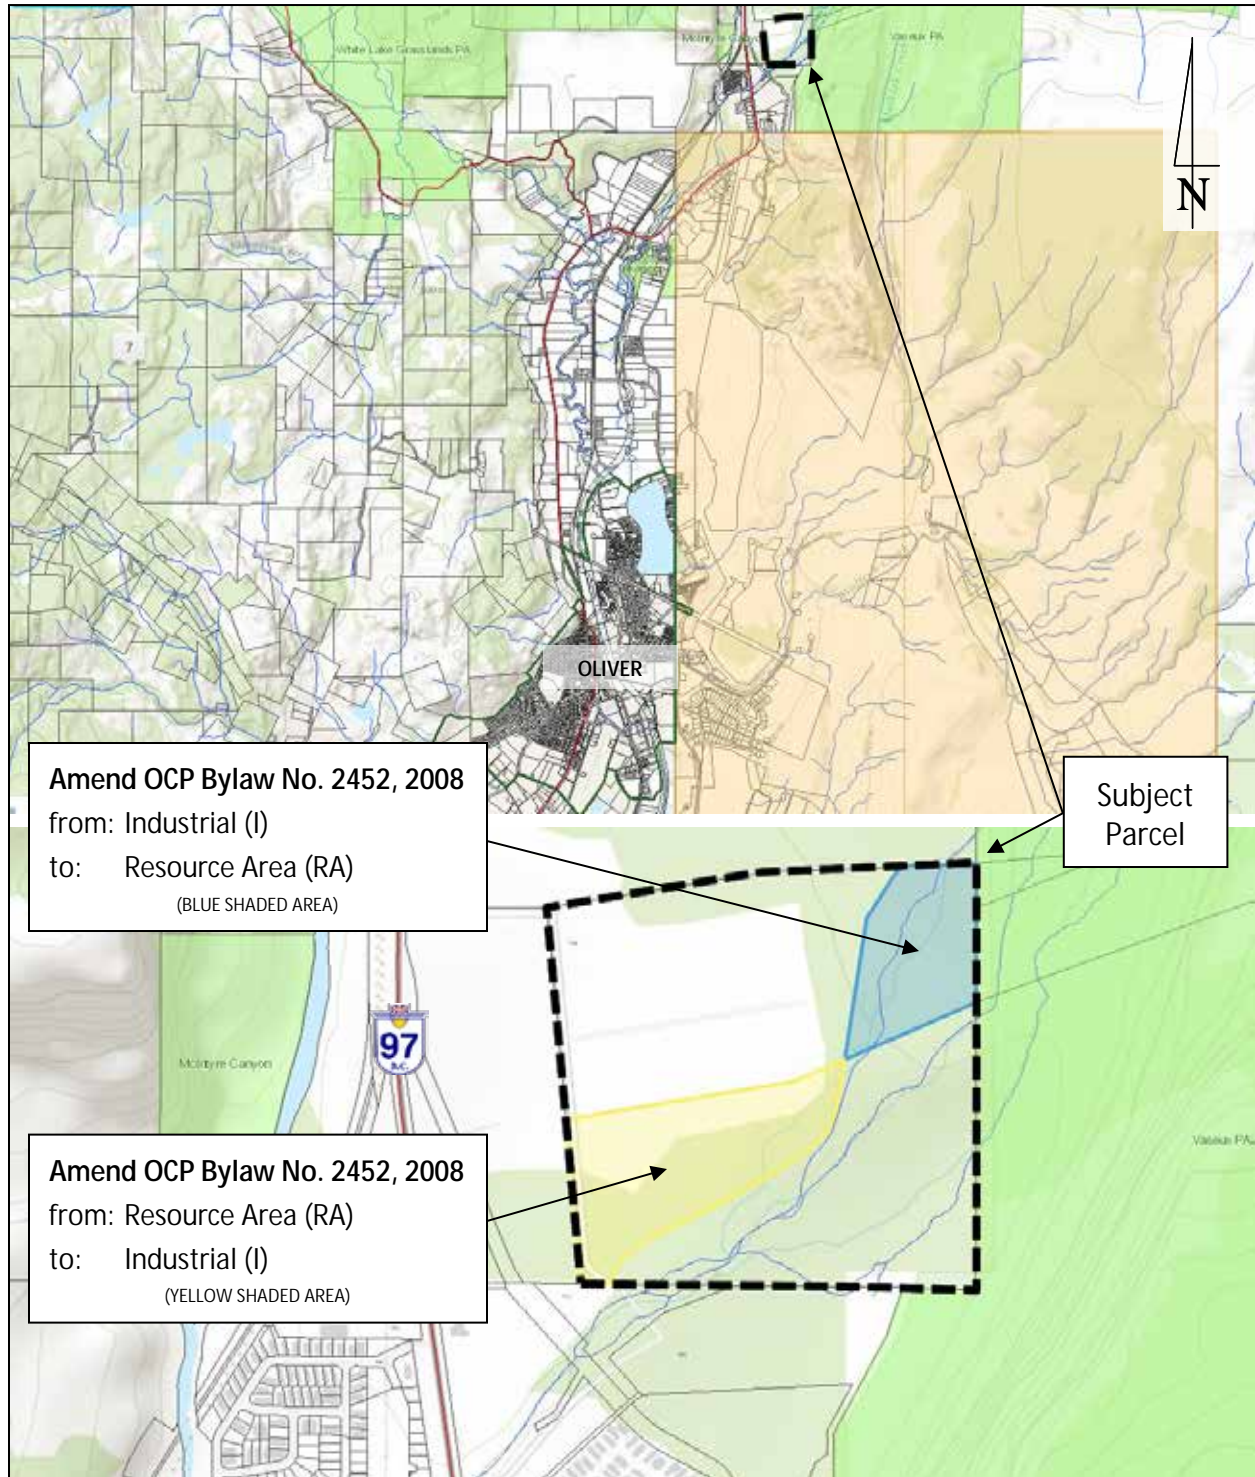 White Lake Grasslands PA
McIntyre Canyon
Vaseux PA
N
7
OLIVER
Amend OCP Bylaw No. 2452, 2008
from: Industrial (I)
to: Resource Area (RA)
(BLUE SHADED AREA)
Subject
Parcel
97
B.C.
McIntyre Canyon
Vaseux PA
Amend OCP Bylaw No. 2452, 2008
from: Resource Area (RA)
to: Industrial (I)
(YELLOW SHADED AREA)